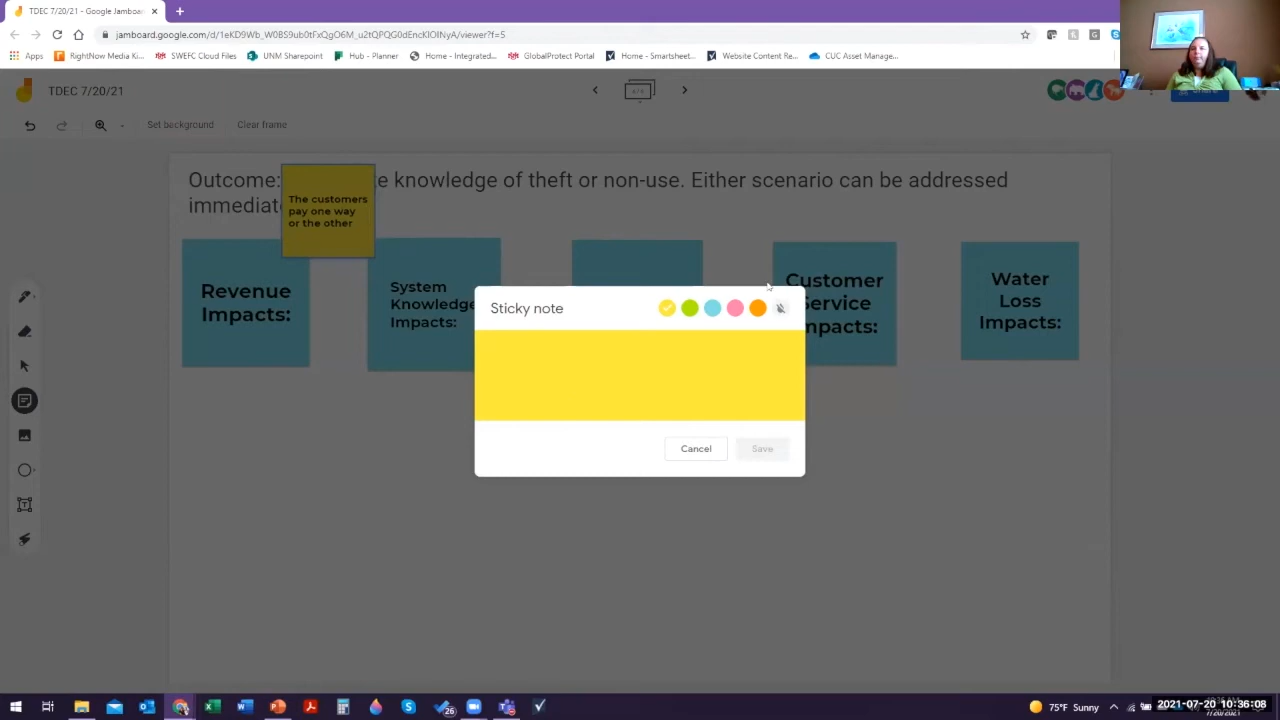 TDEC 7/20/21 - Google Jamboard
jamboard.google.com/d/1eKD9Wb_W0BS9ub0tFxQgO6M_u2tQPQG0dEncKlOlNyA/viewer?f=5
Apps
RightNow Media Ki...
SWEFC Cloud Files
UNM Sharepoint
Hub - Planner
Home - Integrated...
GlobalProtect Portal
Home - Smartsheet...
Website Content Re...
CUC Asset Manage...
TDEC 7/20/21
Set background
Clear frame
Outcome: knowledge of theft or non-use. Either scenario can be addressed
The customers
pay one way
or the other
Revenue
Impacts:
System
Knowledge
Impacts:
Customer
Service
Impacts:
Water
Loss
Impacts:
Sticky note
Cancel
Save
26
75°F Sunny
2021-07-20 10:36:08